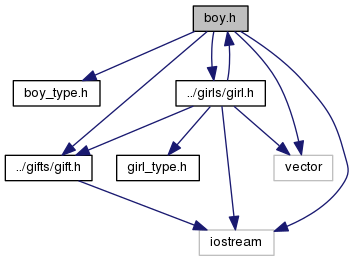 boy.h
boy_type.h
../girls/girl.h
../gifts/gift.h
girl_type.h
vector
iostream